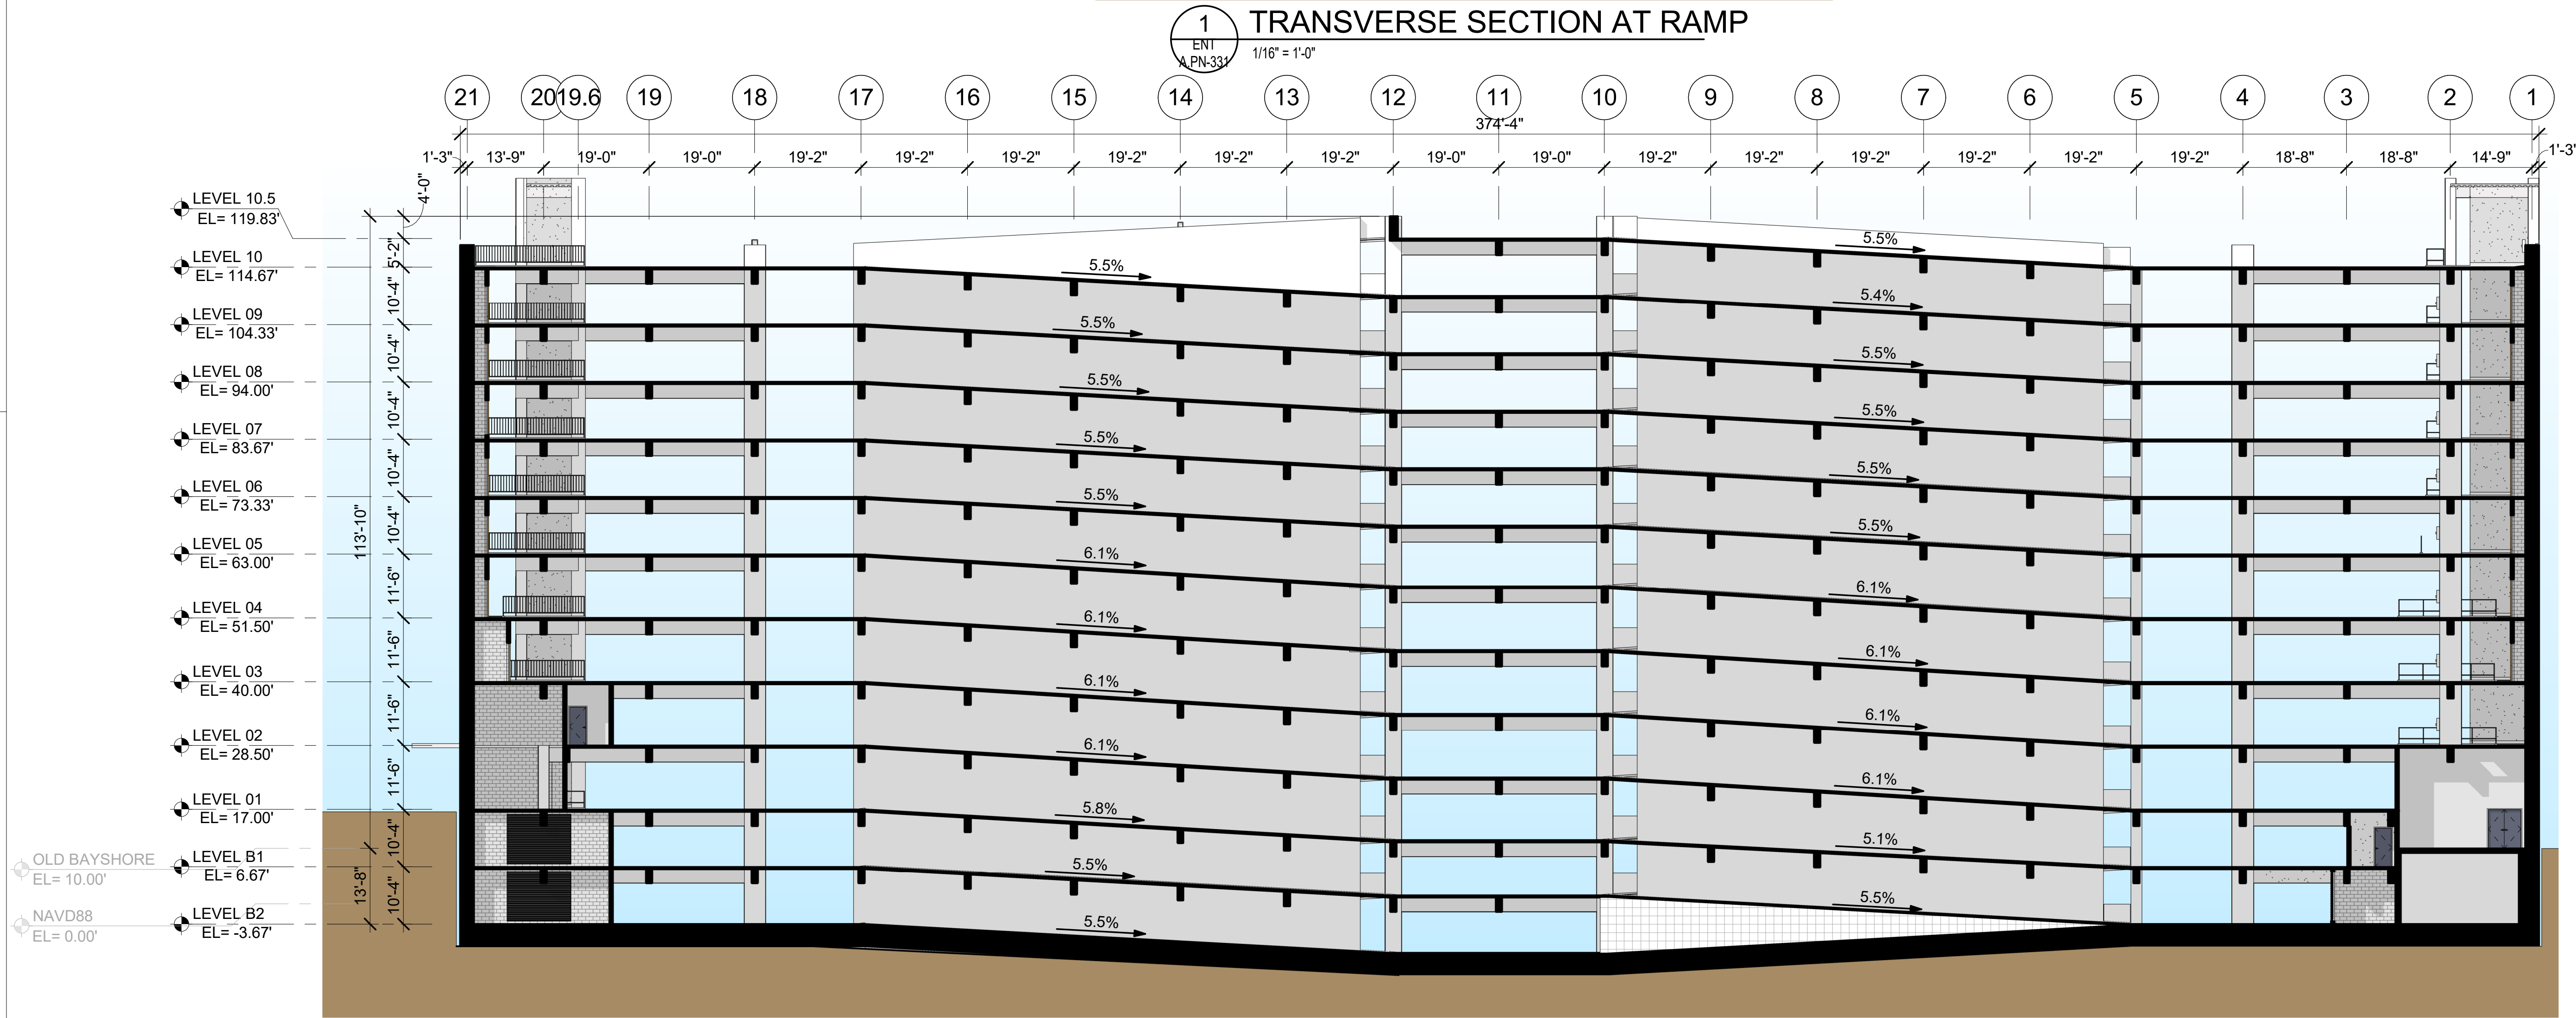 1
ENT
A.PN-331
TRANSVERSE SECTION AT RAMP
1/16" = 1'-0"
21 20 19.6 19 18 17 16 15 14 13 12 11 10 9 8 7 6 5 4 3 2 1
374'-4"
1'-3" 13'-9" 19'-0" 19'-0" 19'-2" 19'-2" 19'-2" 19'-2" 19'-2" 19'-2" 19'-0" 19'-0" 19'-2" 19'-2" 19'-2" 19'-2" 19'-2" 19'-2" 18'-8" 18'-8" 14'-9" 1'-3"
4'-0"
LEVEL 10.5
EL= 119.83'
5'-2"
5.5%
LEVEL 10
EL= 114.67'
5.5%
10'-4"
5.4%
LEVEL 09
EL= 104.33'
5.5%
10'-4"
5.5%
LEVEL 08
EL= 94.00'
5.5%
10'-4"
5.5%
LEVEL 07
EL= 83.67'
5.5%
10'-4"
5.5%
LEVEL 06
EL= 73.33'
5.5%
113'-10"
10'-4"
5.5%
LEVEL 05
EL= 63.00'
6.1%
11'-6"
6.1%
LEVEL 04
EL= 51.50'
6.1%
11'-6"
6.1%
LEVEL 03
EL= 40.00'
6.1%
11'-6"
6.1%
LEVEL 02
EL= 28.50'
6.1%
11'-6"
6.1%
LEVEL 01
EL= 17.00'
5.8%
10'-4"
5.1%
OLD BAYSHORE
EL= 10.00'
LEVEL B1
EL= 6.67'
5.5%
13'-8"
10'-4"
5.5%
NAVD88
EL= 0.00'
LEVEL B2
EL= -3.67'
5.5%